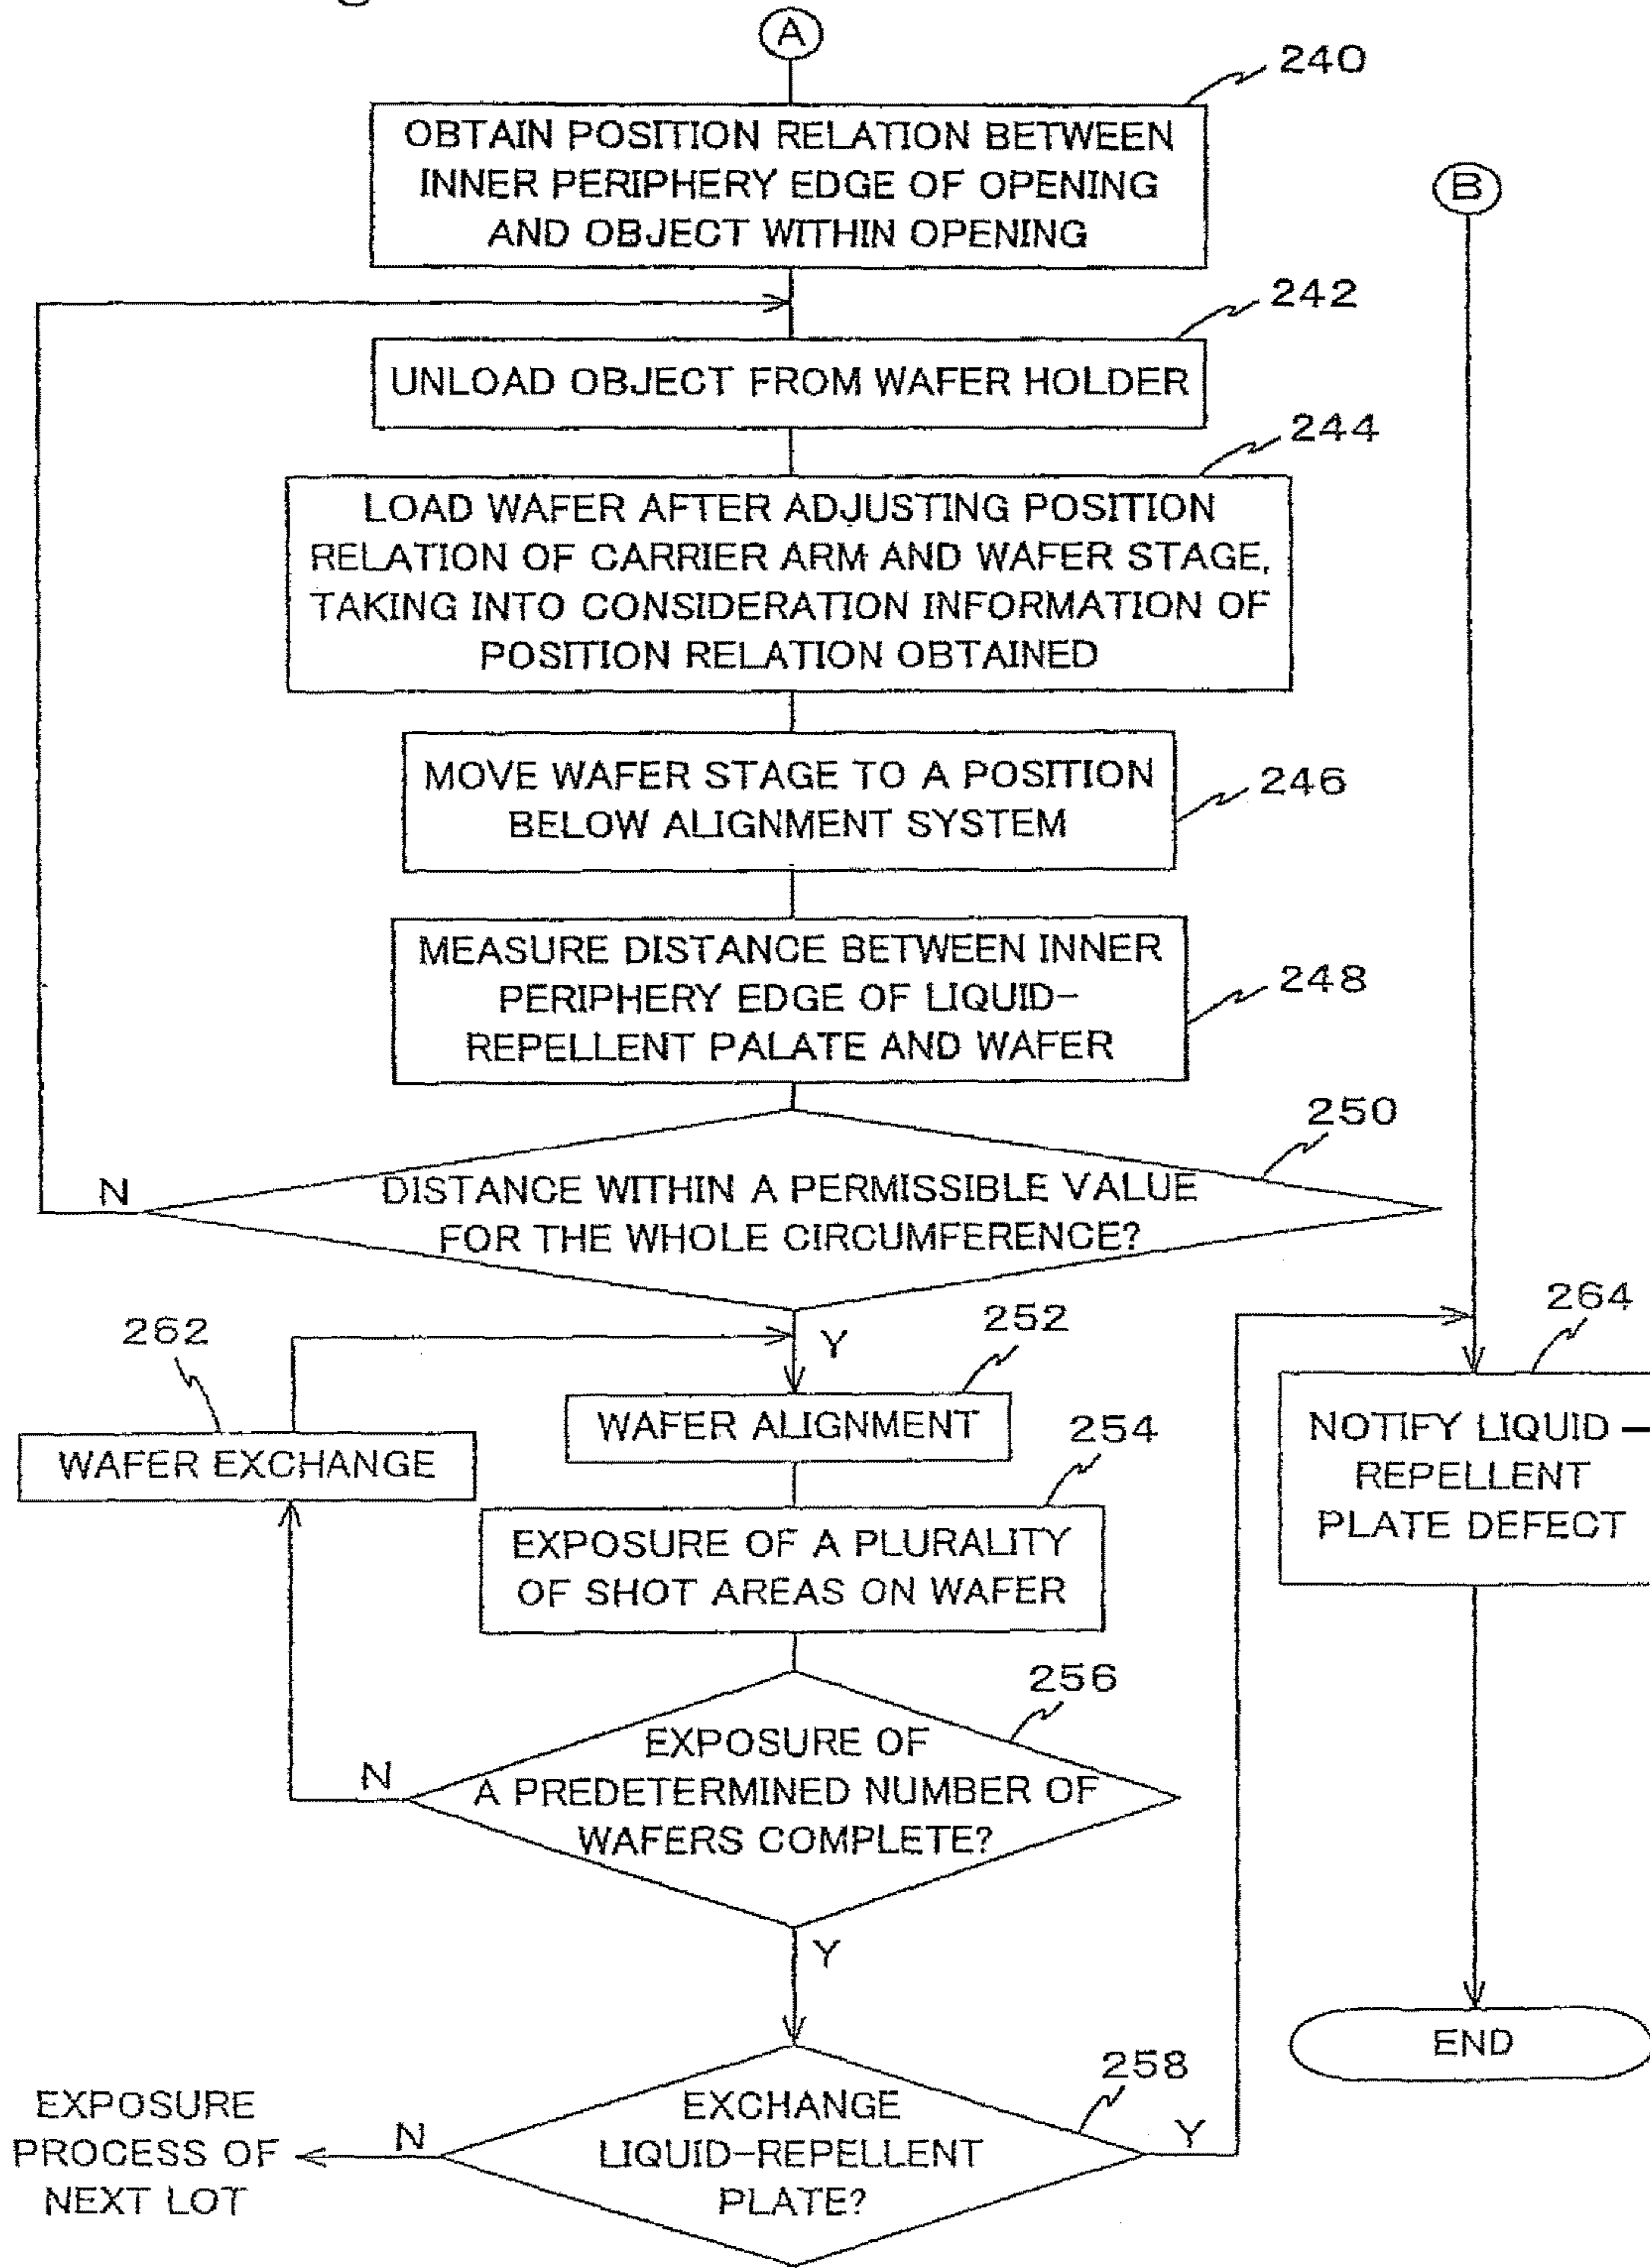 A
240
OBTAIN POSITION RELATION BETWEEN
INNER PERIPHERY EDGE OF OPENING
AND OBJECT WITHIN OPENING
B
242
UNLOAD OBJECT FROM WAFER HOLDER
244
LOAD WAFER AFTER ADJUSTING POSITION
RELATION OF CARRIER ARM AND WAFER STAGE,
TAKING INTO CONSIDERATION INFORMATION OF
POSITION RELATION OBTAINED
MOVE WAFER STAGE TO A POSITION
BELOW ALIGNMENT SYSTEM
246
MEASURE DISTANCE BETWEEN INNER
PERIPHERY EDGE OF LIQUID-
REPELLENT PALATE AND WAFER
248
250
N
DISTANCE WITHIN A PERMISSIBLE VALUE
FOR THE WHOLE CIRCUMFERENCE?
Y
262
252
264
WAFER EXCHANGE
WAFER ALIGNMENT
254
NOTIFY LIQUID-
REPELLENT
PLATE DEFECT
EXPOSURE OF A PLURALITY
OF SHOT AREAS ON WAFER
256
N
EXPOSURE OF
A PREDETERMINED NUMBER OF
WAFERS COMPLETE?
Y
END
258
EXPOSURE
PROCESS OF
NEXT LOT
N
EXCHANGE
LIQUID-REPELLENT
PLATE?
Y